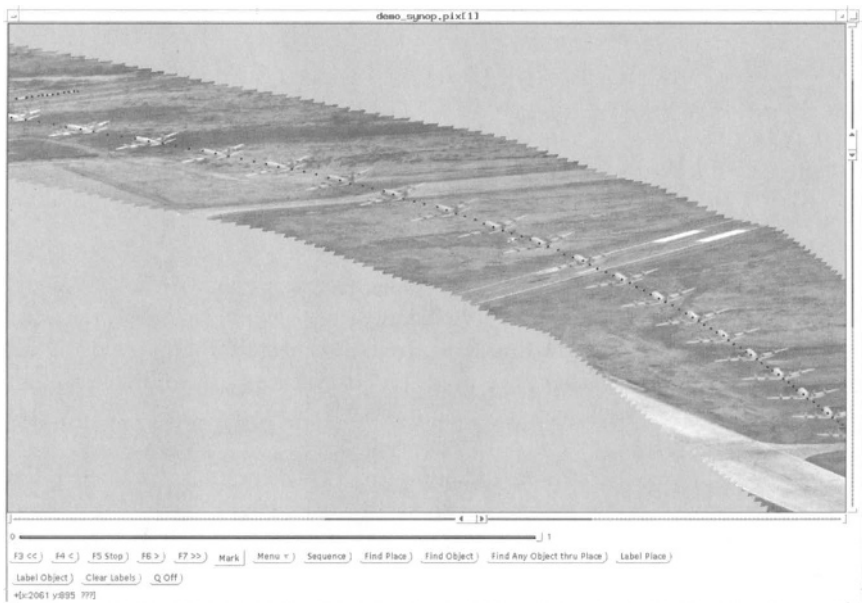 demo_synop.pix[1]
0 1
F3 <<) F4 <) F5 Stop) F6 >) F7 >>) Mark Menu ▿) Sequence) Find Place) Find Object) Find Any Object thru Place) Label Place)
Label Object) Clear Labels) Q Off)
+[x:2061 y:895 ???]